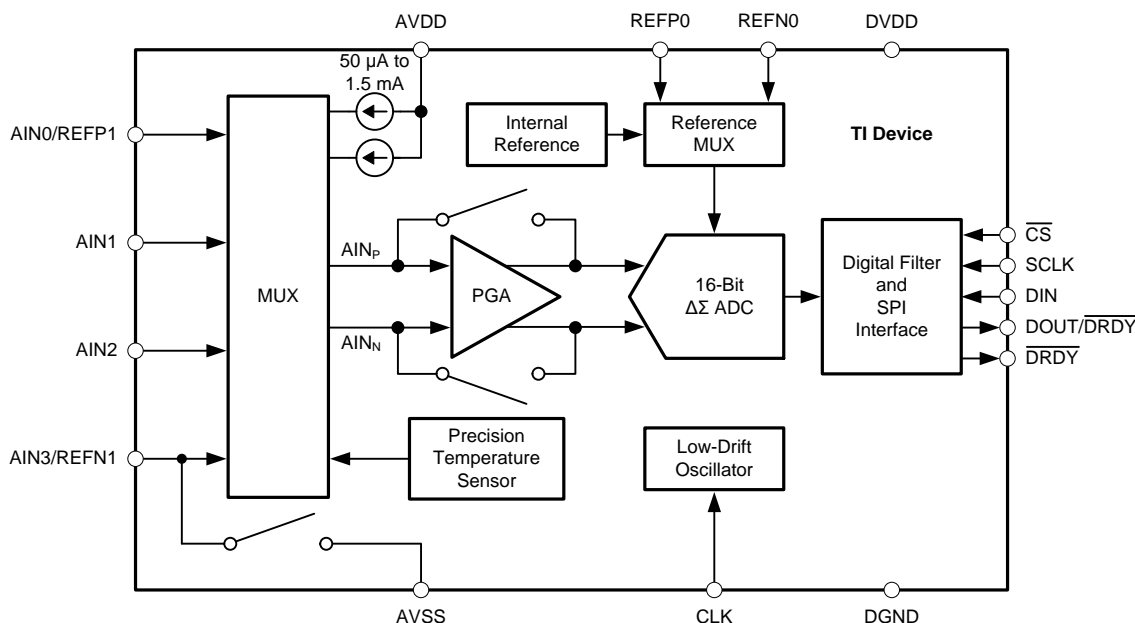 AVDD
REFP0
REFN0
DVDD
50 µA to
1.5 mA
AIN0/REFP1
Internal
Reference
Reference
MUX
TI Device
AIN1
AIN2
AIN3/REFN1
MUX
AINP
AINN
PGA
16-Bit
ΔΣ ADC
Digital Filter
and
SPI
Interface
CS
SCLK
DIN
DOUT/DRDY
DRDY
Precision
Temperature
Sensor
Low-Drift
Oscillator
AVSS
CLK
DGND